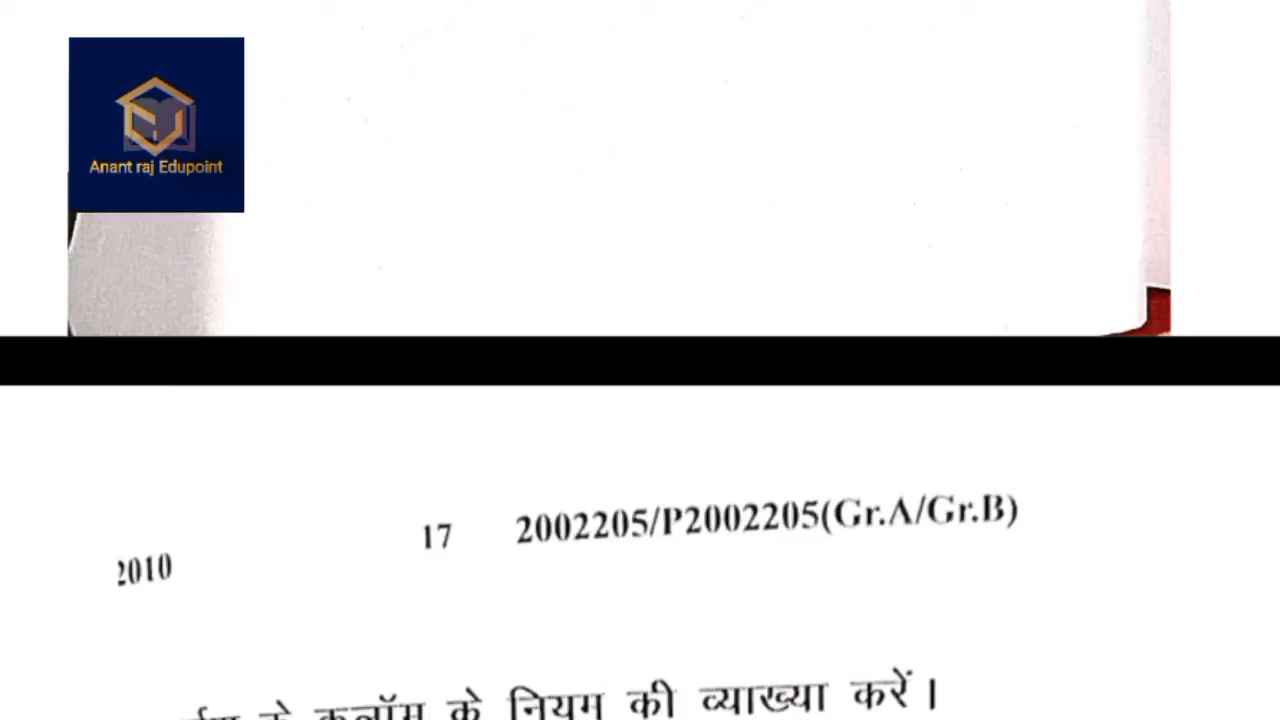 Anant raj Edupoint
17 2002205/P2002205(Gr.A/Gr.B)
2010
के नियम की व्याख्या करें।